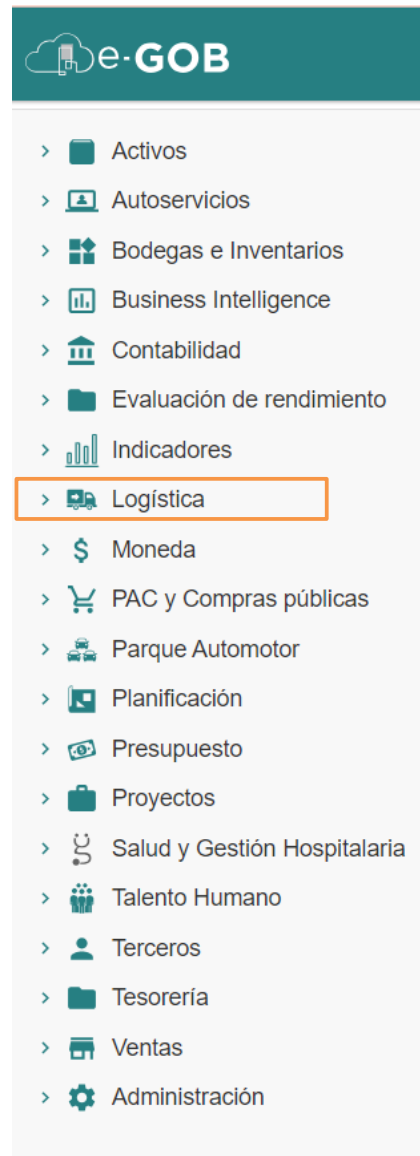 e-GOB
Activos
Autoservicios
Bodegas e Inventarios
Business Intelligence
Contabilidad
Evaluación de rendimiento
Indicadores
Logística
Moneda
PAC y Compras públicas
Parque Automotor
Planificación
Presupuesto
Proyectos
Salud y Gestión Hospitalaria
Talento Humano
Terceros
Tesorería
Ventas
Administración